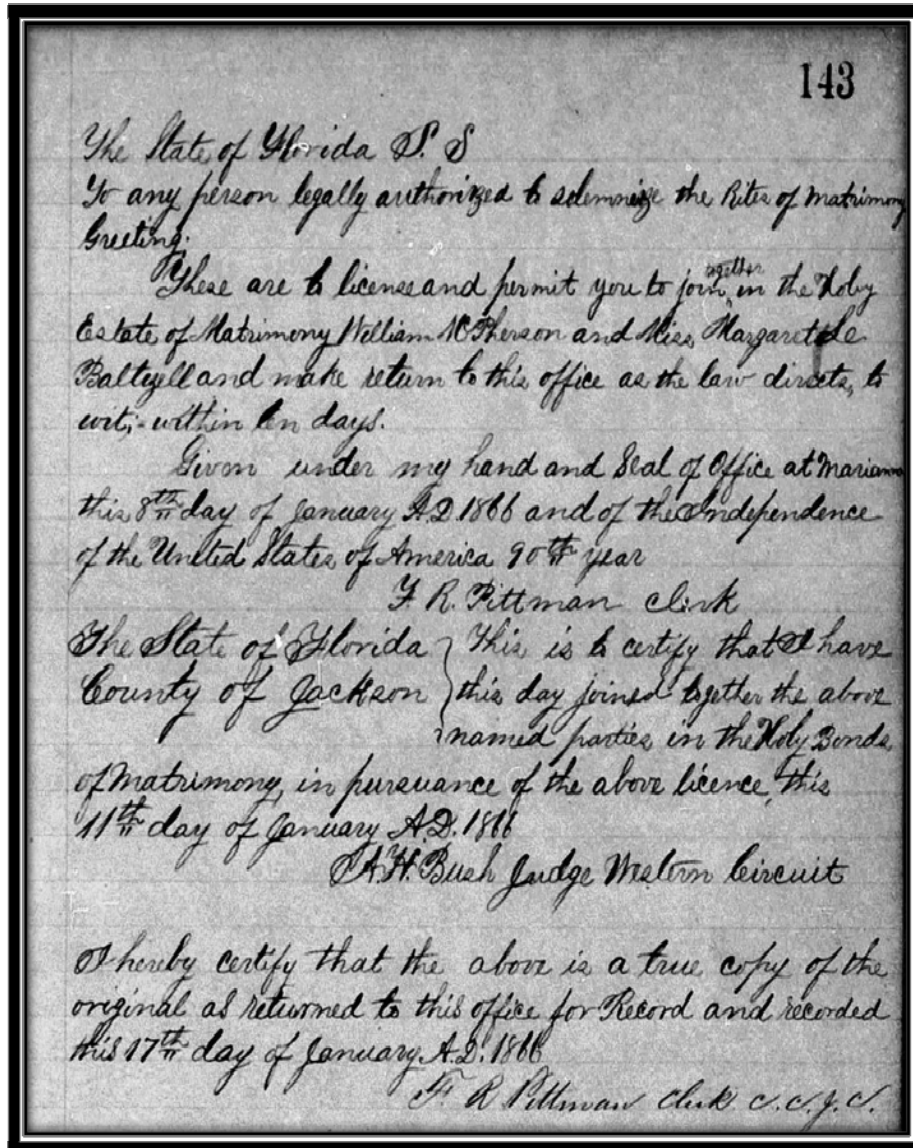 143
The State of Florida S. S
To any person legally authorized to solemnize the Rites of Matrimony
Greeting.
These are to license and permit you to join together in the Holy
Estate of Matrimony William McPherson and Miss Margaret
and make return to this office as the law directs, to
wit; - within ten days.
Given under my hand and Seal of Office at Marianna
this 8th day of January A.D. 1866 and of the Independence
of the United States of America 90th year
F. R. Pittman Clerk
The State of Florida } This is to certify that I have
County of Jackson } this day joined together the above
named parties in the Holy Bonds
of Matrimony, in pursuance of the above licence, this
11th day of January A.D. 1866
Bush Judge Western Circuit
I hereby certify that the above is a true copy of the
original as returned to this office for Record and recorded
this 17th day of January A.D. 1866
F. R. Pittman Clerk C. C. J. C.